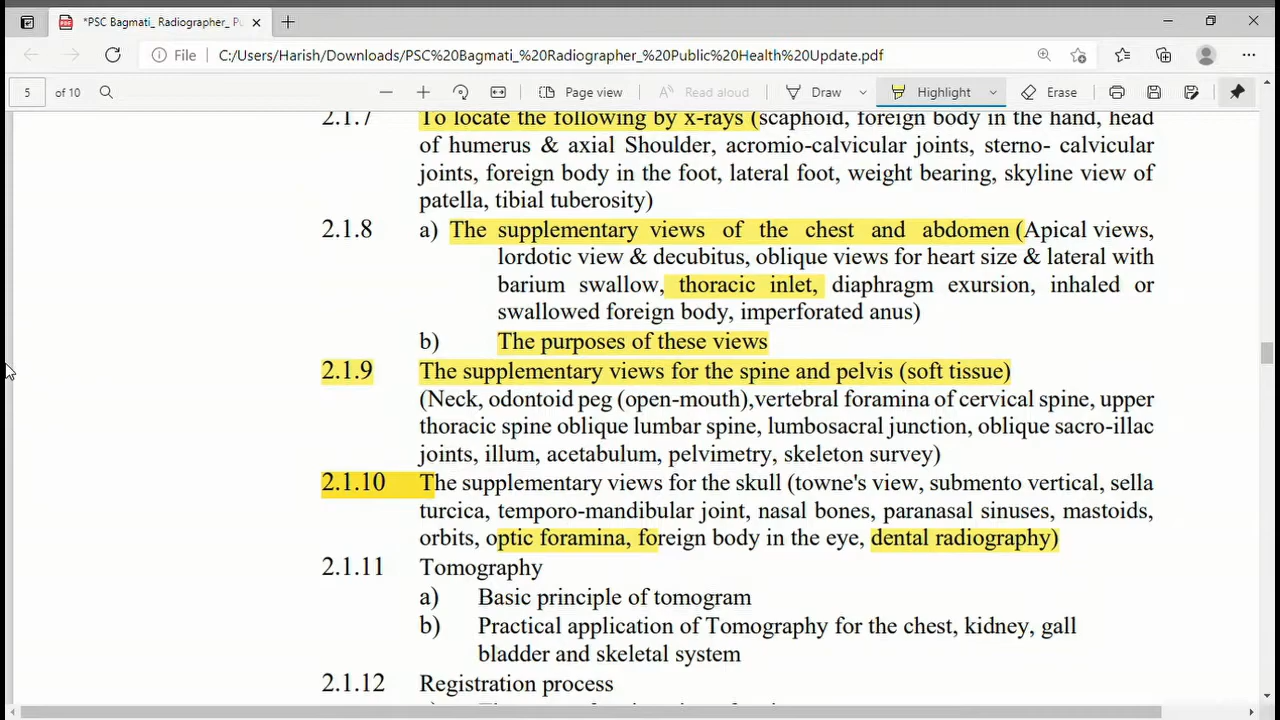 *PSC Bagmati_ Radiographer_ Pu
File C:/Users/Harish/Downloads/PSC%20Bagmati_%20Radiographer_%20Public%20Health%20Update.pdf
5 of 10 Page view Read aloud Draw Highlight Erase
2.1.7 To locate the following by x-rays (scaphoid, foreign body in the hand, head
of humerus & axial Shoulder, acromio-calvicular joints, sterno- calvicular
joints, foreign body in the foot, lateral foot, weight bearing, skyline view of
patella, tibial tuberosity)
2.1.8 a) The supplementary views of the chest and abdomen (Apical views,
lordotic view & decubitus, oblique views for heart size & lateral with
barium swallow, thoracic inlet, diaphragm exursion, inhaled or
swallowed foreign body, imperforated anus)
b) The purposes of these views
2.1.9 The supplementary views for the spine and pelvis (soft tissue)
(Neck, odontoid peg (open-mouth),vertebral foramina of cervical spine, upper
thoracic spine oblique lumbar spine, lumbosacral junction, oblique sacro-illac
joints, illum, acetabulum, pelvimetry, skeleton survey)
2.1.10 The supplementary views for the skull (towne's view, submento vertical, sella
turcica, temporo-mandibular joint, nasal bones, paranasal sinuses, mastoids,
orbits, optic foramina, foreign body in the eye, dental radiography)
2.1.11 Tomography
a) Basic principle of tomogram
b) Practical application of Tomography for the chest, kidney, gall
bladder and skeletal system
2.1.12 Registration process